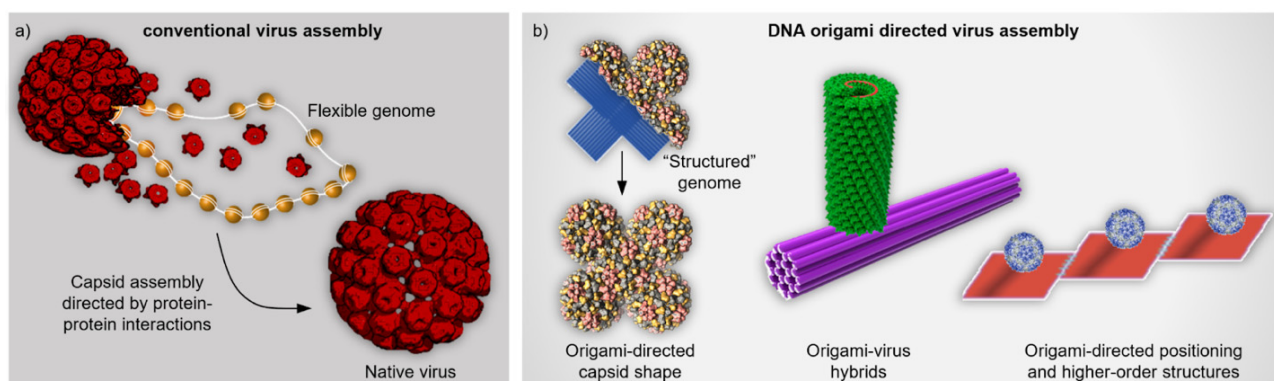 a)
conventional virus assembly
Flexible genome
Capsid assembly
directed by protein-
protein interactions
Native virus
b)
DNA origami directed virus assembly
“Structured”
genome
Origami-directed
capsid shape
Origami-virus
hybrids
Origami-directed positioning
and higher-order structures